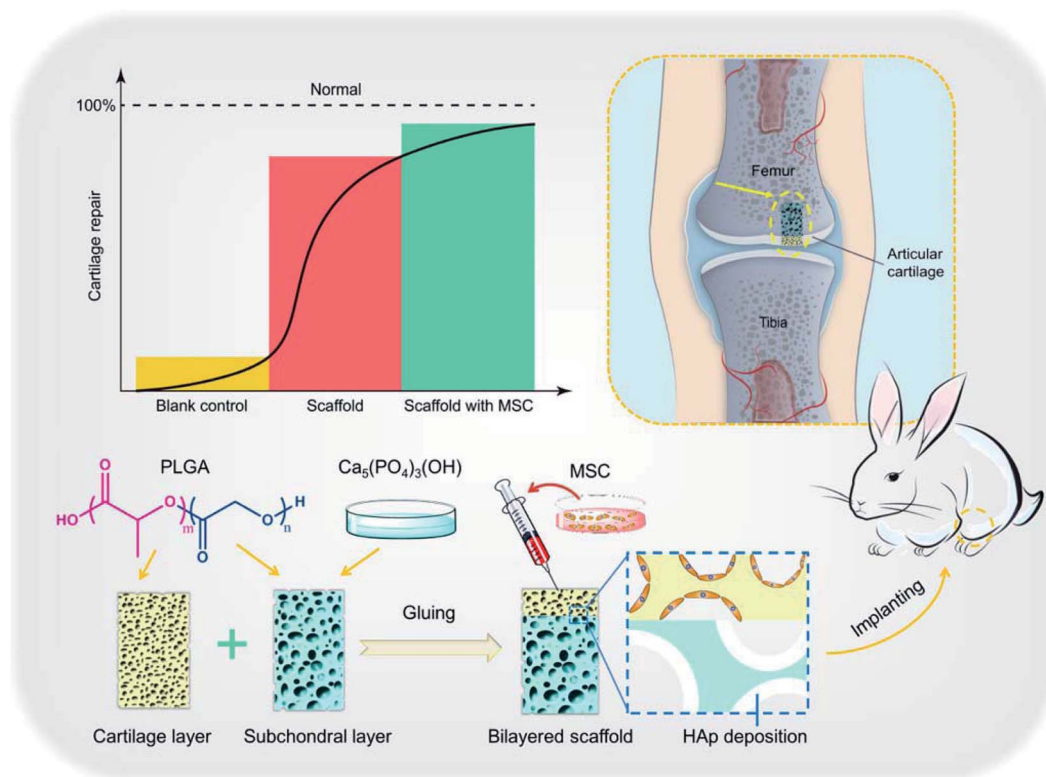 100%
Normal
Cartilage repair
Blank control
Scaffold
Scaffold with MSC
Femur
Articular
cartilage
Tibia
PLGA
Ca₅(PO₄)₃(OH)
MSC
O
HO
O
m
O
O
H
n
Gluing
Implanting
Cartilage layer
+
Subchondral layer
Bilayered scaffold
HAp deposition